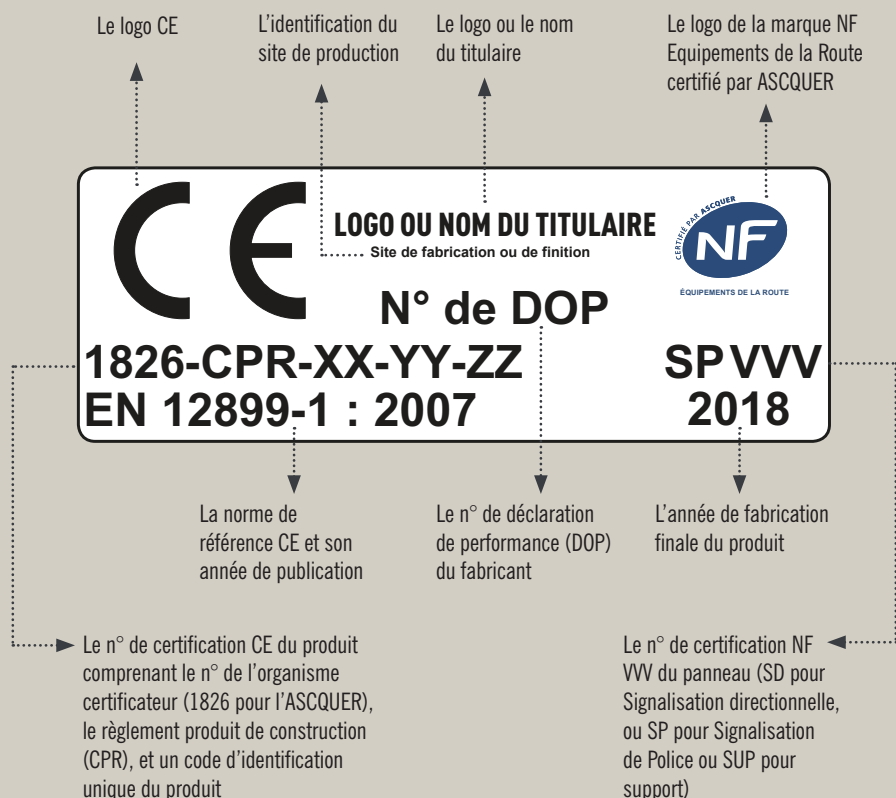 Le logo CE
L'identification du
site de production
Le logo ou le nom
du titulaire
Le logo de la marque NF
Equipements de la Route
certifié par ASCQUER
CE
LOGO OU NOM DU TITULAIRE
Site de fabrication ou de finition
CERTIFIÉ PAR ASCQUER
NF
ÉQUIPEMENTS DE LA ROUTE
N° de DOP
1826-CPR-XX-YY-ZZ
SP VVV
EN 12899-1 : 2007
2018
La norme de
référence CE et son
année de publication
Le n° de déclaration
de performance (DOP)
du fabricant
L'année de fabrication
finale du produit
Le n° de certification CE du produit
comprenant le n° de l'organisme
certificateur (1826 pour l'ASCQUER),
le règlement produit de construction
(CPR), et un code d'identification
unique du produit
Le n° de certification NF
VVV du panneau (SD pour
Signalisation directionnelle,
ou SP pour Signalisation
de Police ou SUP pour
support)